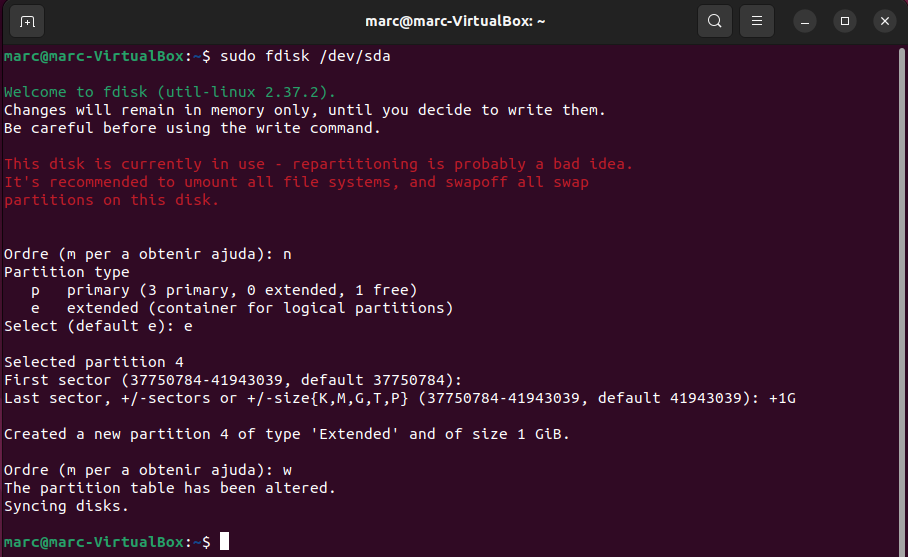 marc@marc-VirtualBox: ~
marc@marc-VirtualBox:~$ sudo fdisk /dev/sda
Welcome to fdisk (util-linux 2.37.2).
Changes will remain in memory only, until you decide to write them.
Be careful before using the write command.
This disk is currently in use - repartitioning is probably a bad idea.
It's recommended to umount all file systems, and swapoff all swap
partitions on this disk.
Ordre (m per a obtenir ajuda): n
Partition type
   p   primary (3 primary, 0 extended, 1 free)
   e   extended (container for logical partitions)
Select (default e): e
Selected partition 4
First sector (37750784-41943039, default 37750784):
Last sector, +/-sectors or +/-size{K,M,G,T,P} (37750784-41943039, default 41943039): +1G
Created a new partition 4 of type 'Extended' and of size 1 GiB.
Ordre (m per a obtenir ajuda): w
The partition table has been altered.
Syncing disks.
marc@marc-VirtualBox:~$